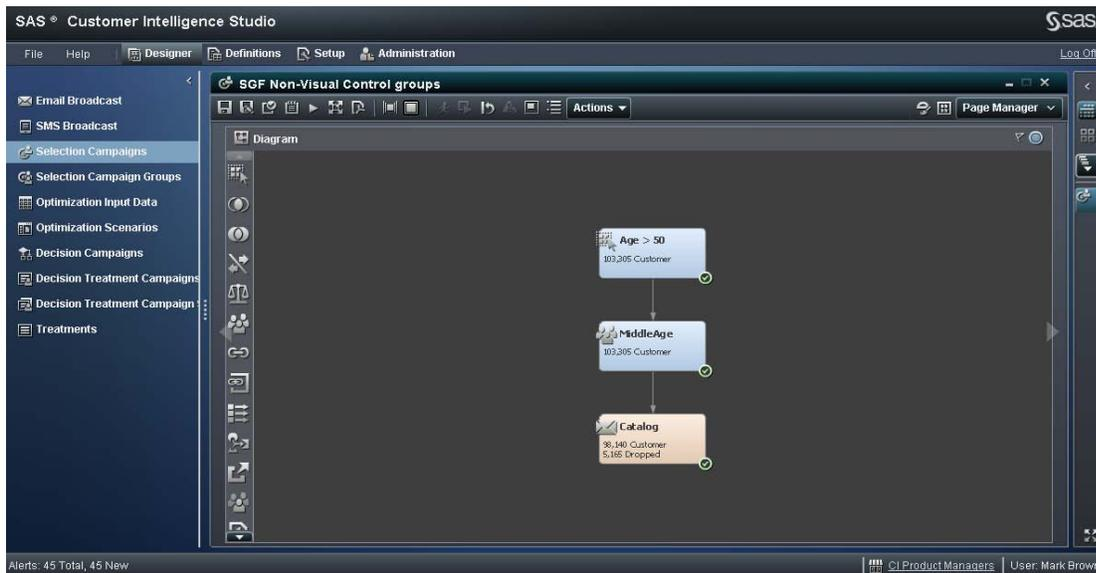 SAS ® Customer Intelligence Studio
sas
File Help Designer Definitions Setup Administration
Log Off
Email Broadcast
SMS Broadcast
Selection Campaigns
Selection Campaign Groups
Optimization Input Data
Optimization Scenarios
Decision Campaigns
Decision Treatment Campaigns
Decision Treatment Campaign
Treatments
SGF Non-Visual Control groups
Actions
Page Manager
Diagram
Age > 50
103,305 Customer
MiddleAge
103,305 Customer
Catalog
98,140 Customer
5,165 Dropped
Alerts: 45 Total, 45 New
CI Product Managers
User: Mark Brown